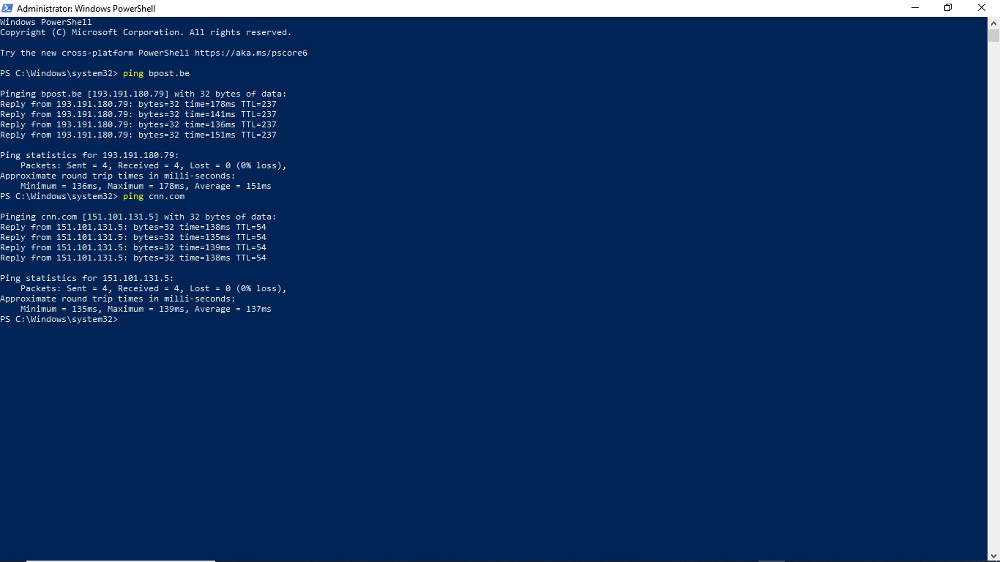 Administrator: Windows PowerShell
Windows PowerShell
Copyright (C) Microsoft Corporation. All rights reserved.
Try the new cross-platform PowerShell https://aka.ms/pscore6
PS C:\Windows\system32> ping bpost.be
Pinging bpost.be [193.191.180.79] with 32 bytes of data:
Reply from 193.191.180.79: bytes=32 time=178ms TTL=237
Reply from 193.191.180.79: bytes=32 time=141ms TTL=237
Reply from 193.191.180.79: bytes=32 time=136ms TTL=237
Reply from 193.191.180.79: bytes=32 time=151ms TTL=237
Ping statistics for 193.191.180.79:
    Packets: Sent = 4, Received = 4, Lost = 0 (0% loss),
Approximate round trip times in milli-seconds:
    Minimum = 136ms, Maximum = 178ms, Average = 151ms
PS C:\Windows\system32> ping cnn.com
Pinging cnn.com [151.101.131.5] with 32 bytes of data:
Reply from 151.101.131.5: bytes=32 time=138ms TTL=54
Reply from 151.101.131.5: bytes=32 time=135ms TTL=54
Reply from 151.101.131.5: bytes=32 time=139ms TTL=54
Reply from 151.101.131.5: bytes=32 time=138ms TTL=54
Ping statistics for 151.101.131.5:
    Packets: Sent = 4, Received = 4, Lost = 0 (0% loss),
Approximate round trip times in milli-seconds:
    Minimum = 135ms, Maximum = 139ms, Average = 137ms
PS C:\Windows\system32>